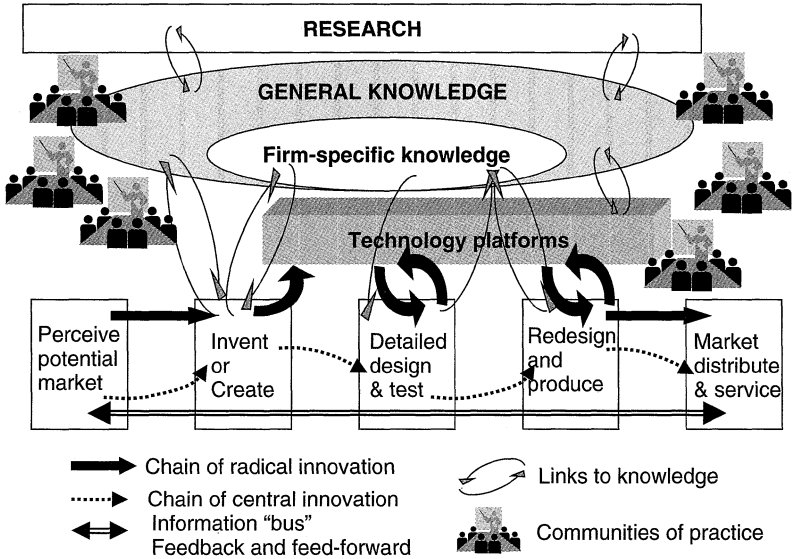 RESEARCH
GENERAL KNOWLEDGE
Firm-specific knowledge
Technology platforms
Perceive
potential
market
Invent
or
Create
Detailed
design
& test
Redesign
and
produce
Market
distribute
& service
Chain of radical innovation
Chain of central innovation
Information “bus”
Feedback and feed-forward
Links to knowledge
Communities of practice